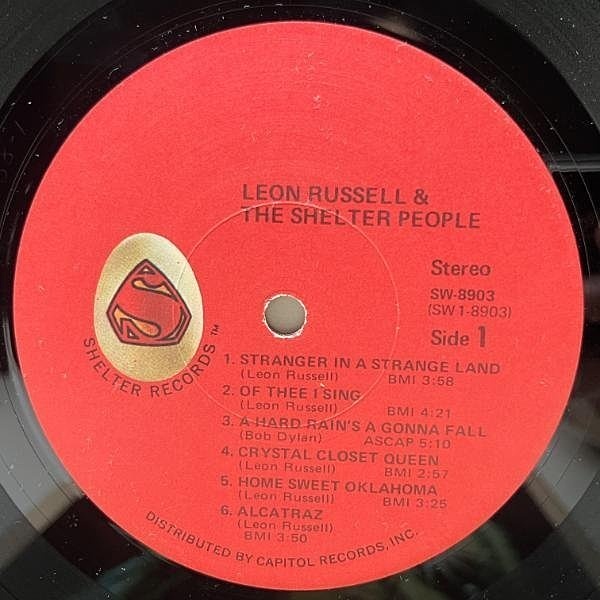 LEON RUSSELL &
THE SHELTER PEOPLE
Stereo
SW-8903
(SW1-8903)
Side 1
S
SHELTER RECORDS™
1. STRANGER IN A STRANGE LAND
(Leon Russell) BMI 3:58
2. OF THEE I SING
(Leon Russell) BMI 4:21
3. A HARD RAIN'S A GONNA FALL
(Bob Dylan) ASCAP 5:10
4. CRYSTAL CLOSET QUEEN
(Leon Russell) BMI 2:57
5. HOME SWEET OKLAHOMA
(Leon Russell) BMI 3:25
6. ALCATRAZ
(Leon Russell)
BMI 3:50
DISTRIBUTED BY CAPITOL RECORDS, INC.